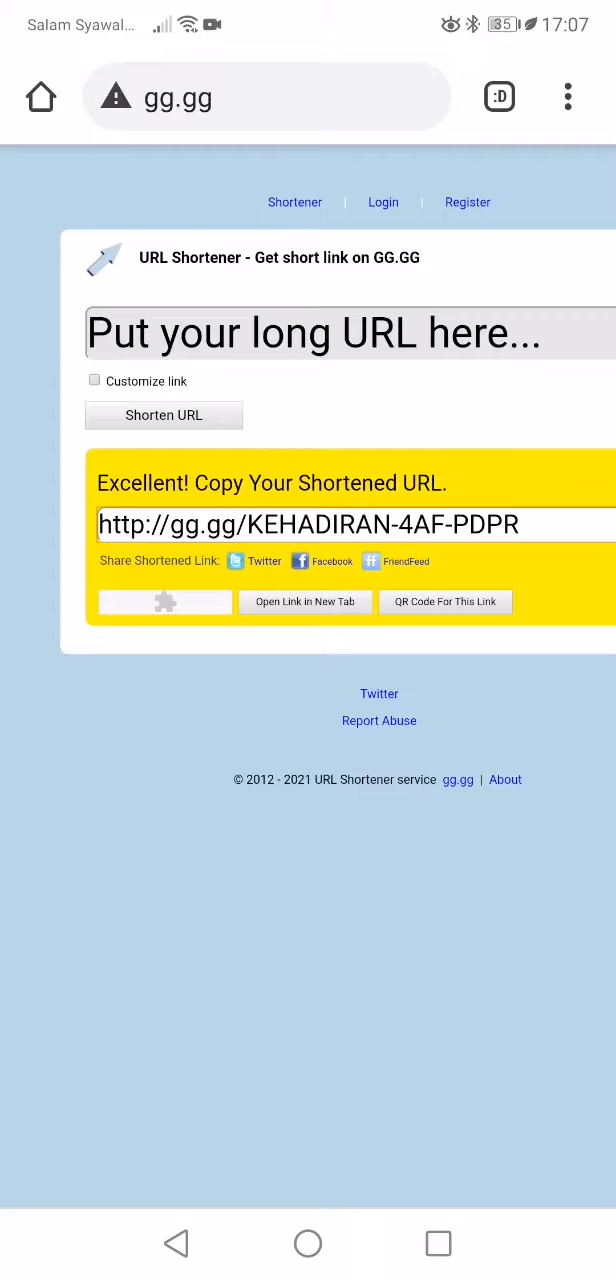 Salam Syawal... 35 17:07
gg.gg :D
Shortener | Login | Register
URL Shortener - Get short link on GG.GG
Put your long URL here...
Customize link
Shorten URL
Excellent! Copy Your Shortened URL.
http://gg.gg/KEHADIRAN-4AF-PDPR
Share Shortened Link: Twitter Facebook FriendFeed
Open Link in New Tab QR Code For This Link
Twitter
Report Abuse
© 2012 - 2021 URL Shortener service gg.gg | About